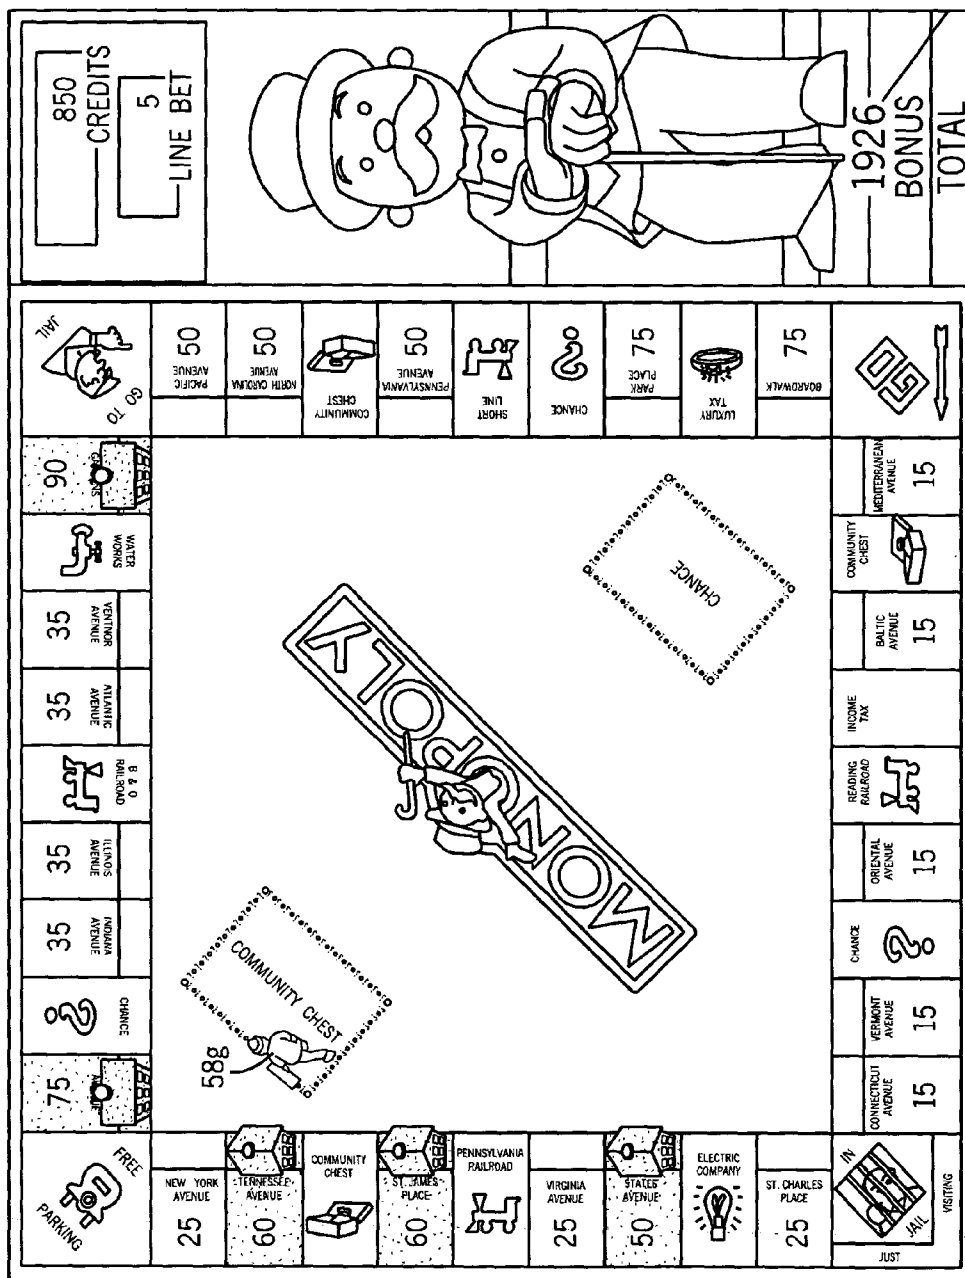 850
CREDITS
5
LINE BET
1926
BONUS
TOTAL
GO TO
JAIL
50
PACIFIC
AVENUE
50
NORTH CAROLINA
AVENUE
COMMUNITY
CHEST
50
PENNSYLVANIA
AVENUE
SHORT
LINE
CHANCE
75
PARK
PLACE
LUXURY
TAX
75
BOARDWALK
GO
MEDITERRANEAN
AVENUE
15
COMMUNITY
CHEST
BALTIC
AVENUE
15
INCOME
TAX
READING
RAILROAD
ORIENTAL
AVENUE
15
CHANCE
VERMONT
AVENUE
15
CONNECTICUT
AVENUE
15
IN
JAIL
JUST
VISITING
ST. CHARLES
PLACE
25
ELECTRIC
COMPANY
STATES
AVENUE
50
VIRGINIA
AVENUE
25
PENNSYLVANIA
RAILROAD
ST. JAMES
PLACE
60
COMMUNITY
CHEST
TENNESSEE
AVENUE
60
NEW YORK
AVENUE
25
FREE
PARKING
75
CHANCE
INDIANA
AVENUE
35
ILLINOIS
AVENUE
35
B & O
RAILROAD
ATLANTIC
AVENUE
35
VENTNOR
AVENUE
35
WATER
WORKS
90
CHANCE
MONOPOLY
COMMUNITY CHEST
58g